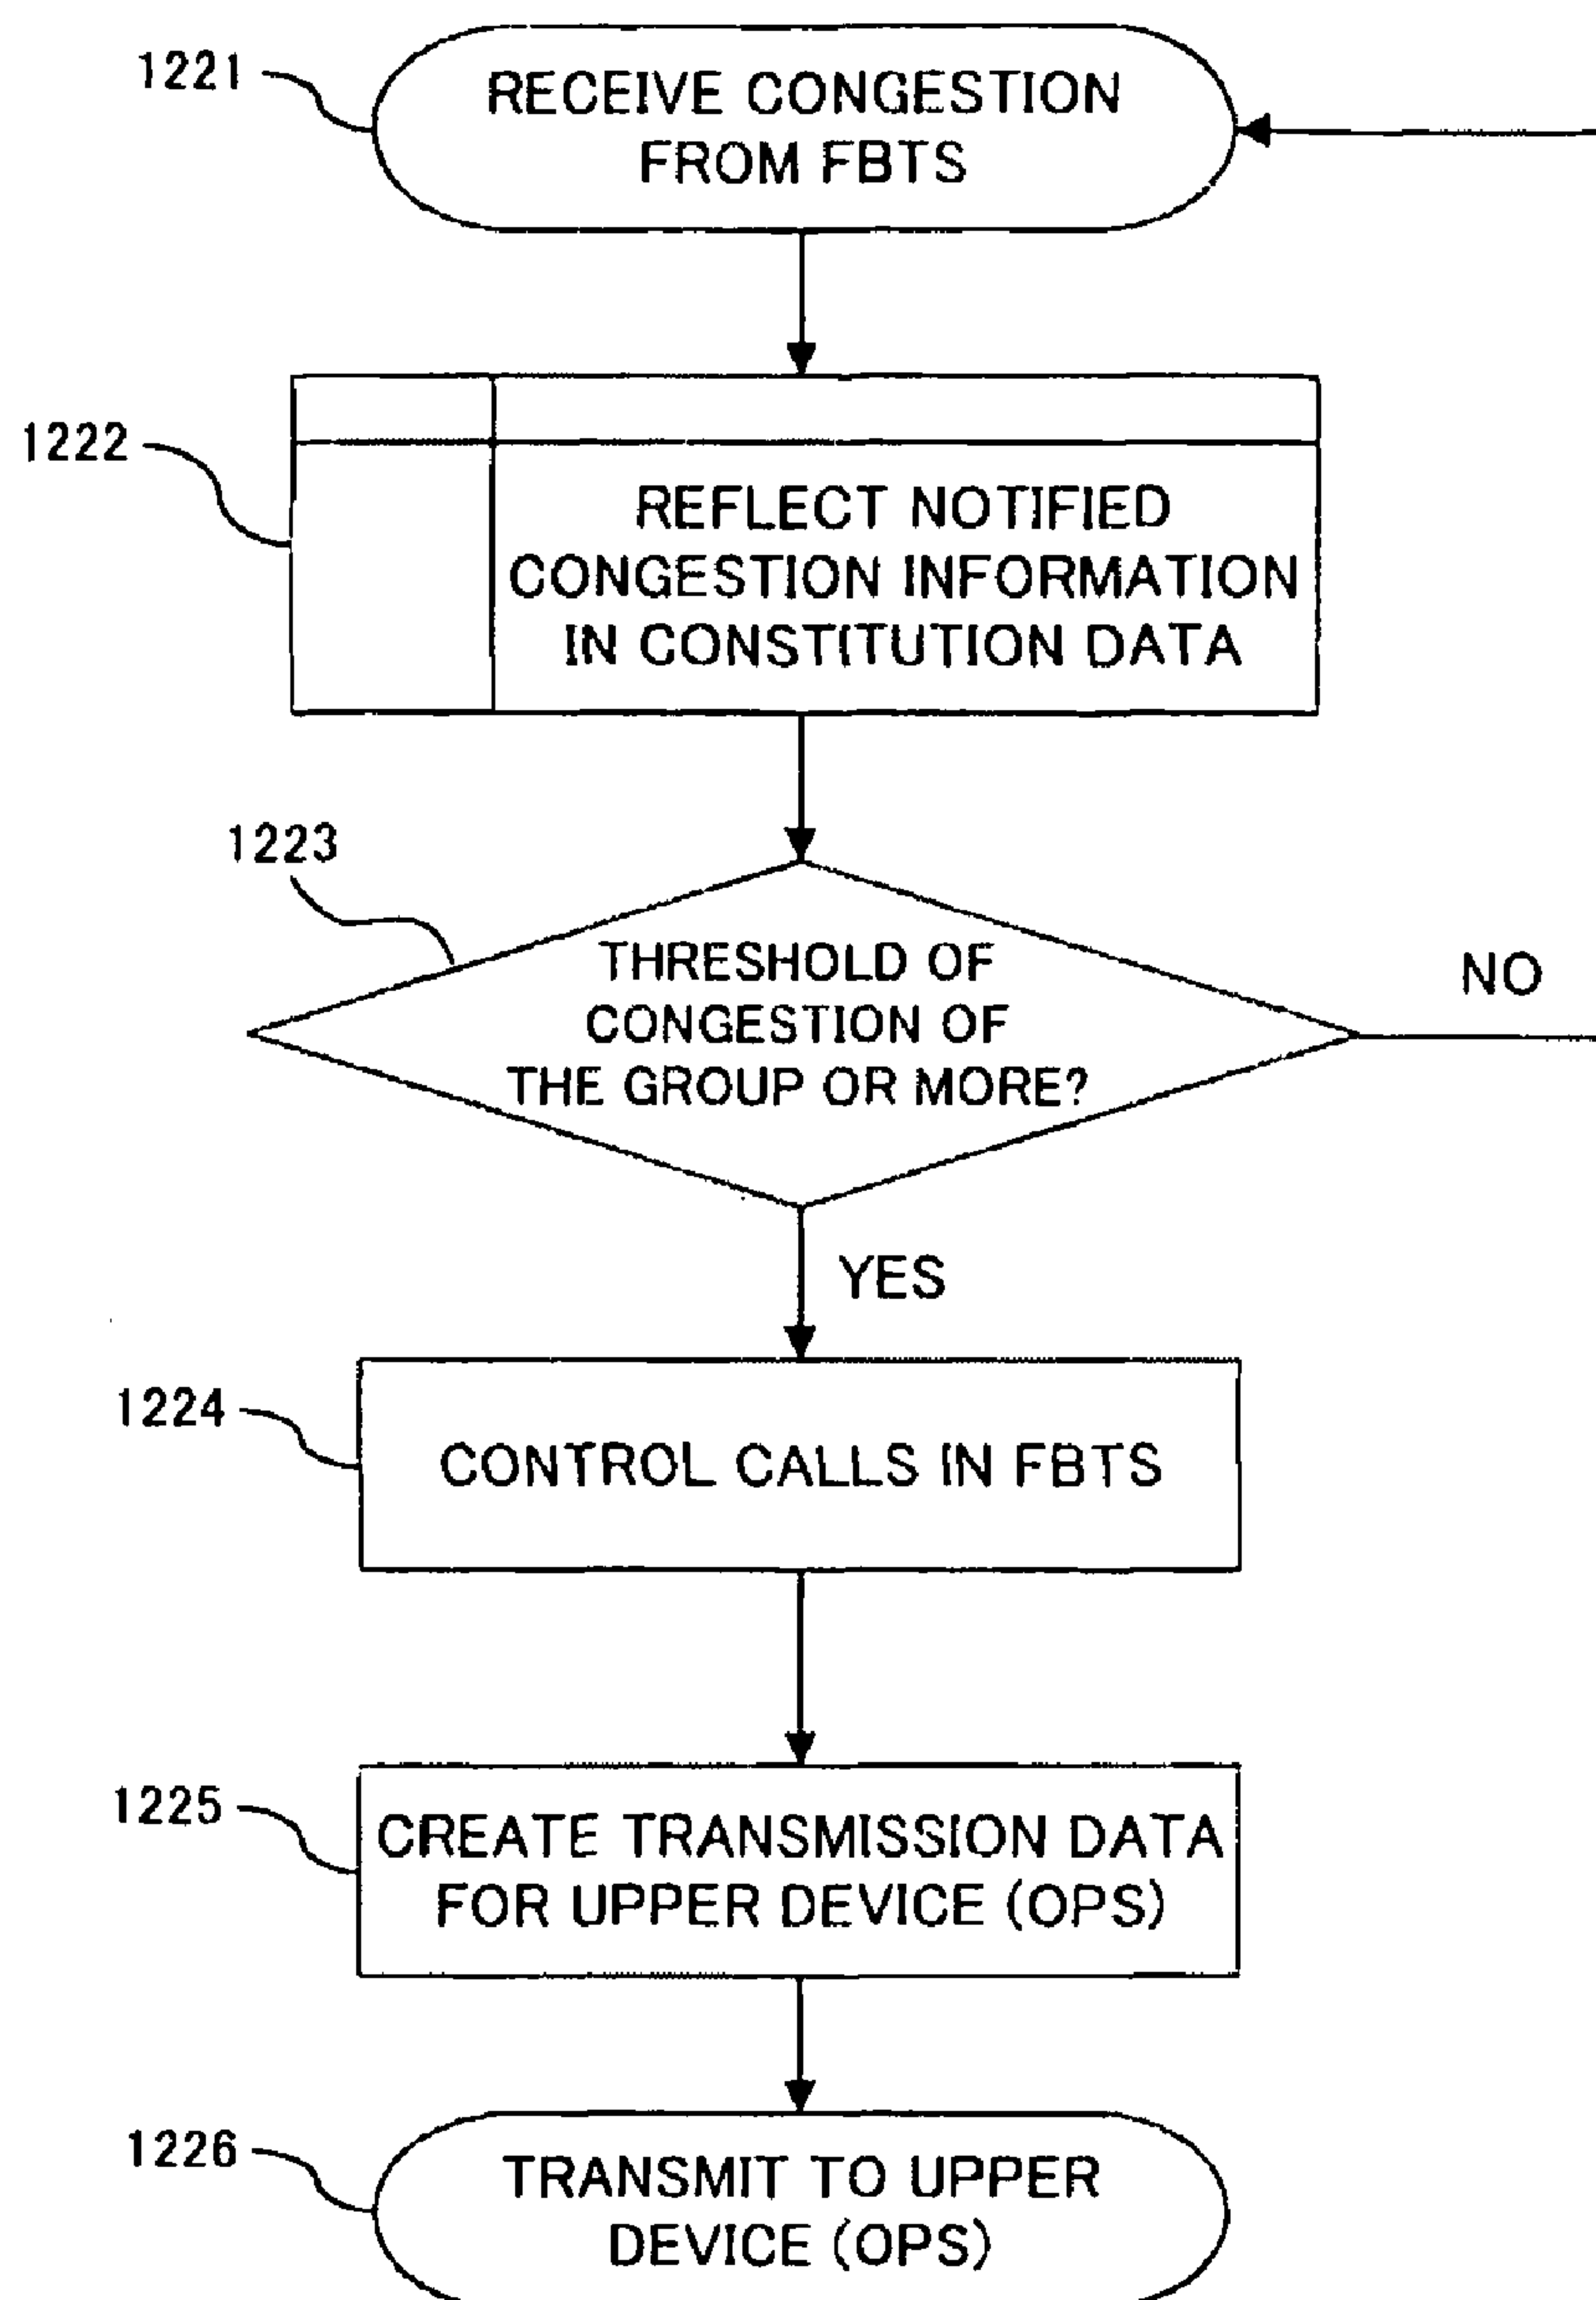 1221
RECEIVE CONGESTION
FROM FBTS
1222
REFLECT NOTIFIED
CONGESTION INFORMATION
IN CONSTITUTION DATA
1223
THRESHOLD OF
CONGESTION OF
THE GROUP OR MORE?
NO
YES
1224
CONTROL CALLS IN FBTS
1225
CREATE TRANSMISSION DATA
FOR UPPER DEVICE (OPS)
1226
TRANSMIT TO UPPER
DEVICE (OPS)